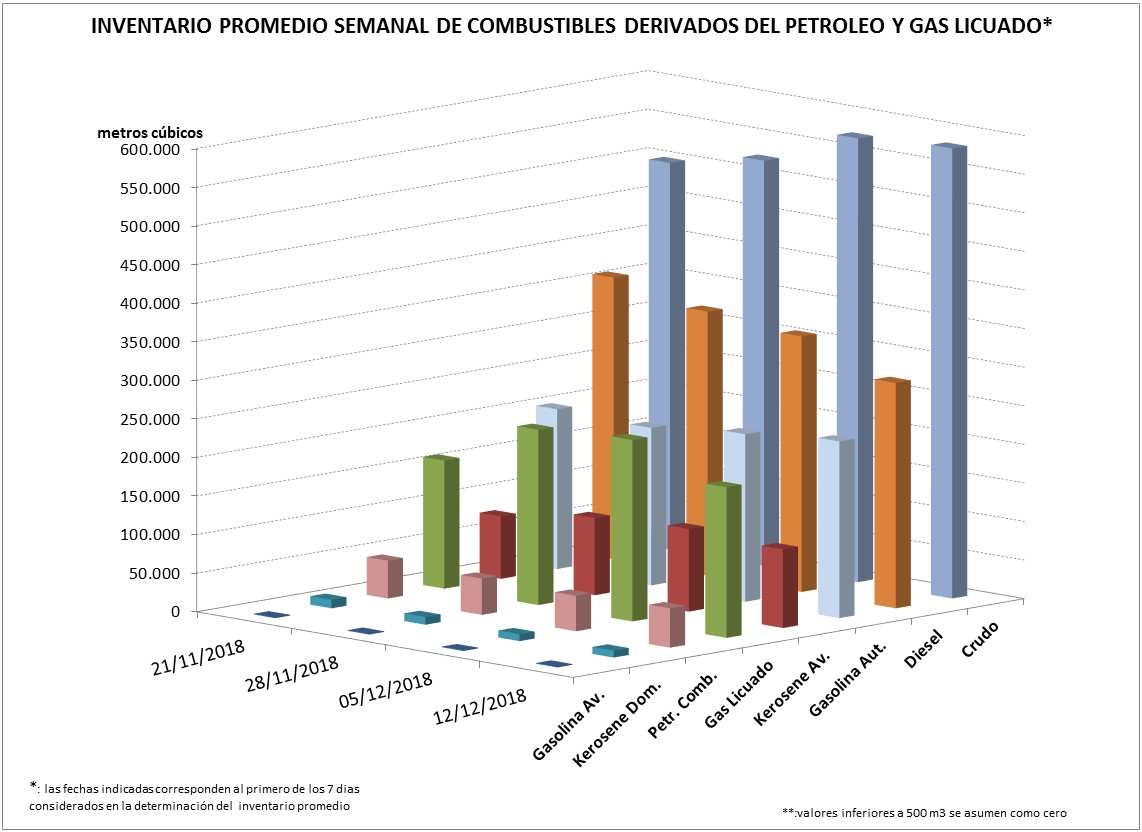 INVENTARIO PROMEDIO SEMANAL DE COMBUSTIBLES DERIVADOS DEL PETROLEO Y GAS LICUADO*
metros cúbicos
600.000
550.000
500.000
450.000
400.000
350.000
300.000
250.000
200.000
150.000
100.000
50.000
0
21/11/2018
28/11/2018
05/12/2018
12/12/2018
Gasolina Av.
Kerosene Dom.
Petr. Comb.
Gas Licuado
Kerosene Av.
Gasolina Aut.
Diesel
Crudo
*: las fechas indicadas corresponden al primero de los 7 dias
considerados en la determinación del inventario promedio
**:valores inferiores a 500 m3 se asumen como cero